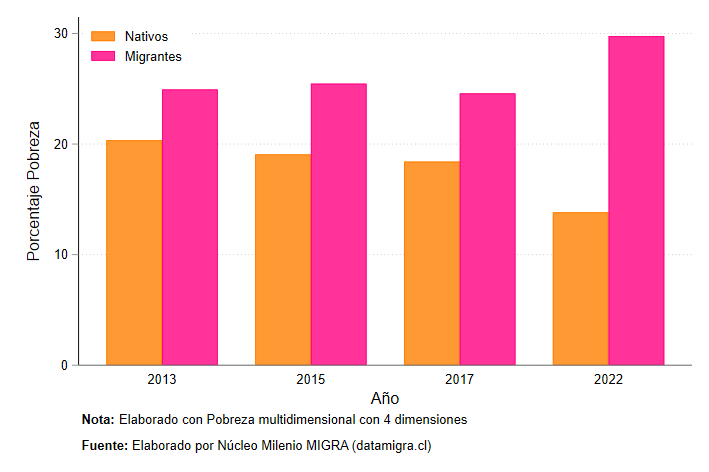 Nativos
Migrantes
Porcentaje Pobreza
30
20
10
0
2013 2015 2017 2022
Año
Nota: Elaborado con Pobreza multidimensional con 4 dimensiones
Fuente: Elaborado por Núcleo Milenio MIGRA (datamigra.cl)